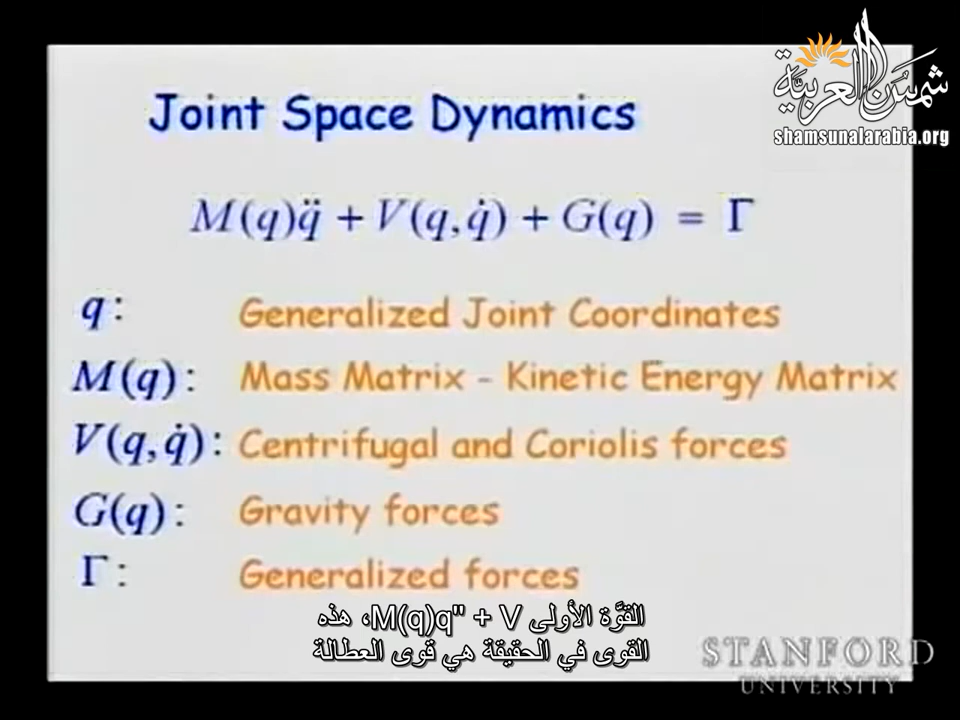 شمس العربية
shamsunalarabia.org
Joint Space Dynamics
M(q)q̈ + V(q,q̇) + G(q) = Γ
q: Generalized Joint Coordinates
M(q): Mass Matrix - Kinetic Energy Matrix
V(q,q̇): Centrifugal and Coriolis forces
G(q): Gravity forces
Γ: Generalized forces
القوَّة الأولى M(q)q" + V، هذه
القوى في الحقيقة هي قوى العطالة
STANFORD
UNIVERSITY